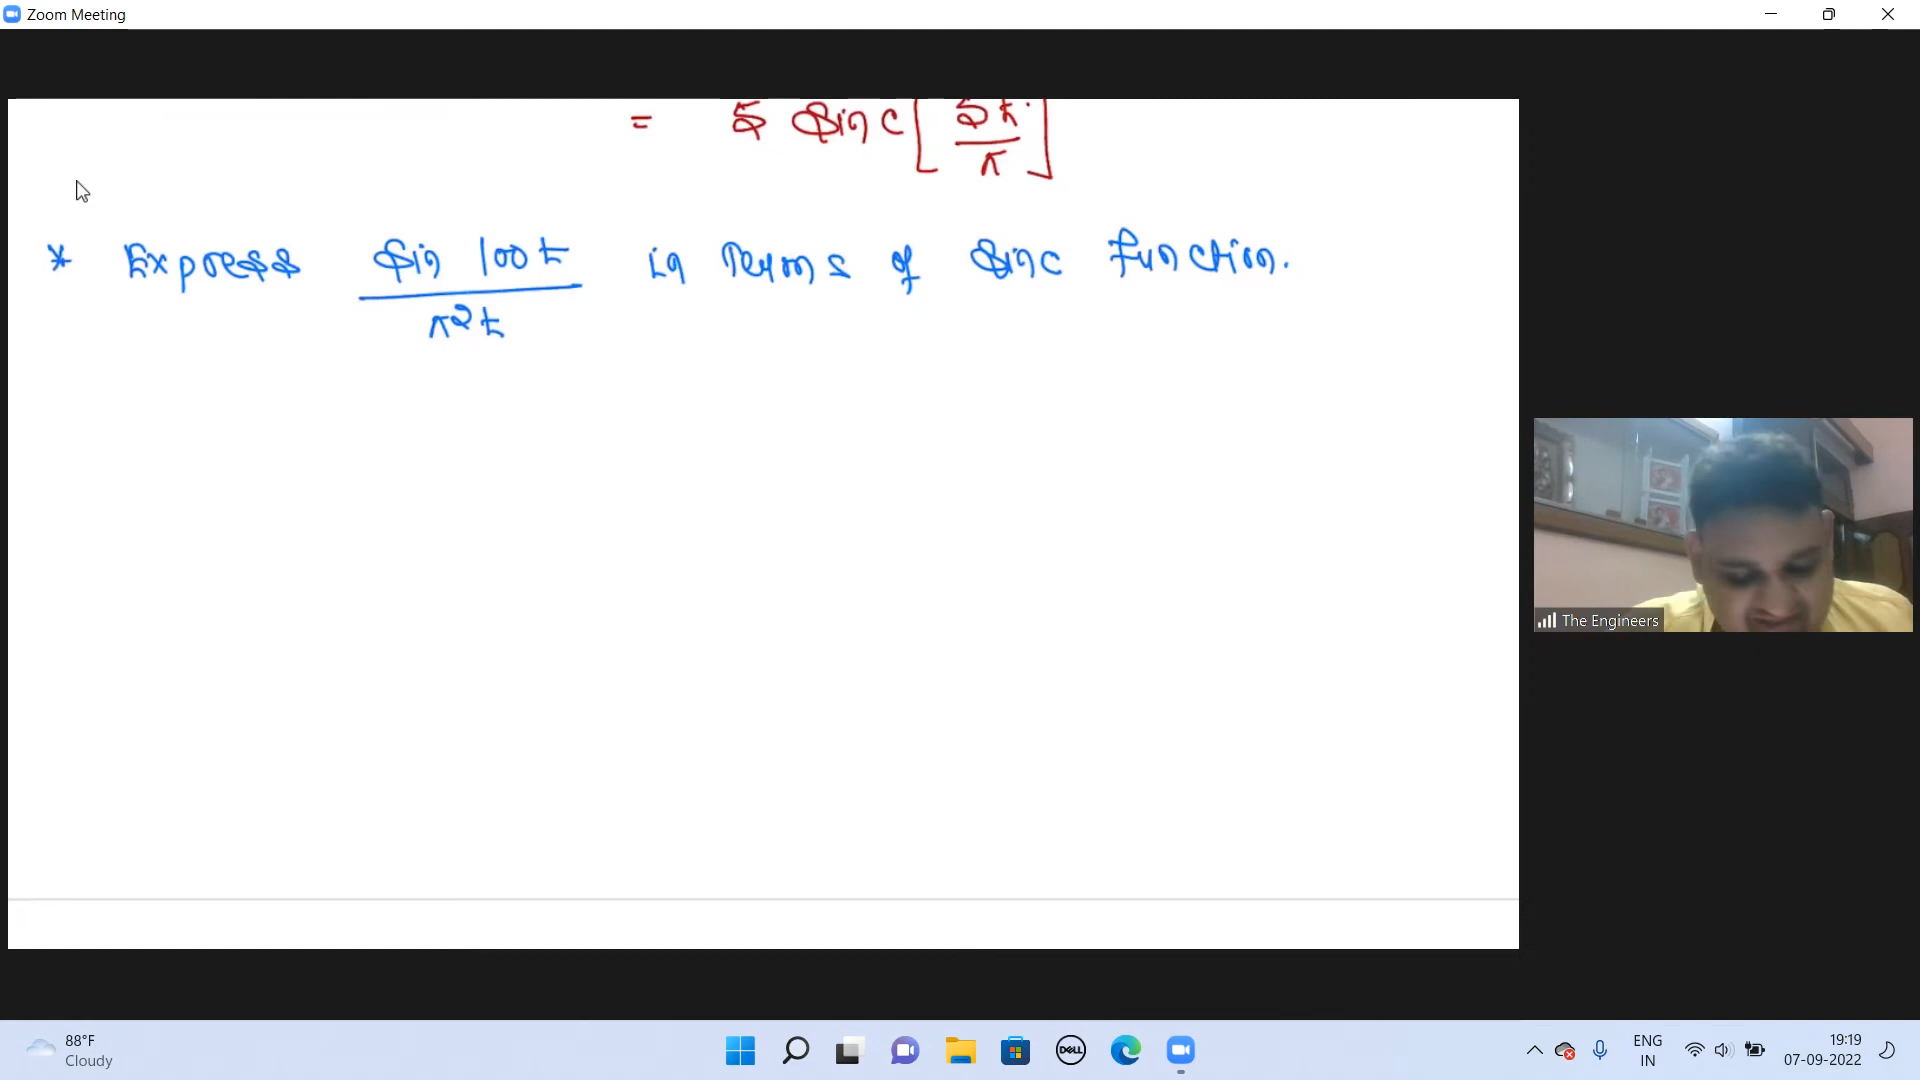 Zoom Meeting
= 5 Sinc[5t/π]
* Express Sin 100t / π²t in Terms of Sinc function.
The Engineers
88°F
Cloudy
DELL
ENG
IN
19:19
07-09-2022